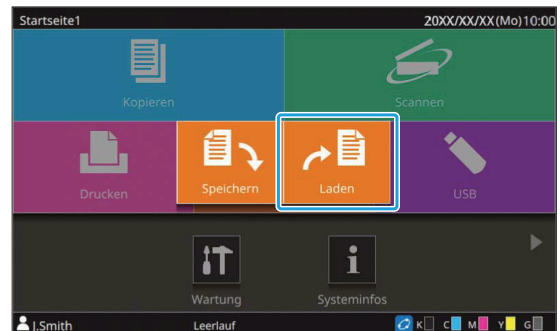 Startseite1 20XX/XX/XX(Mo)10:00
Kopieren Scannen
Drucken Speichern Laden USB
Wartung Systeminfos
J.Smith Leerlauf K C M Y G